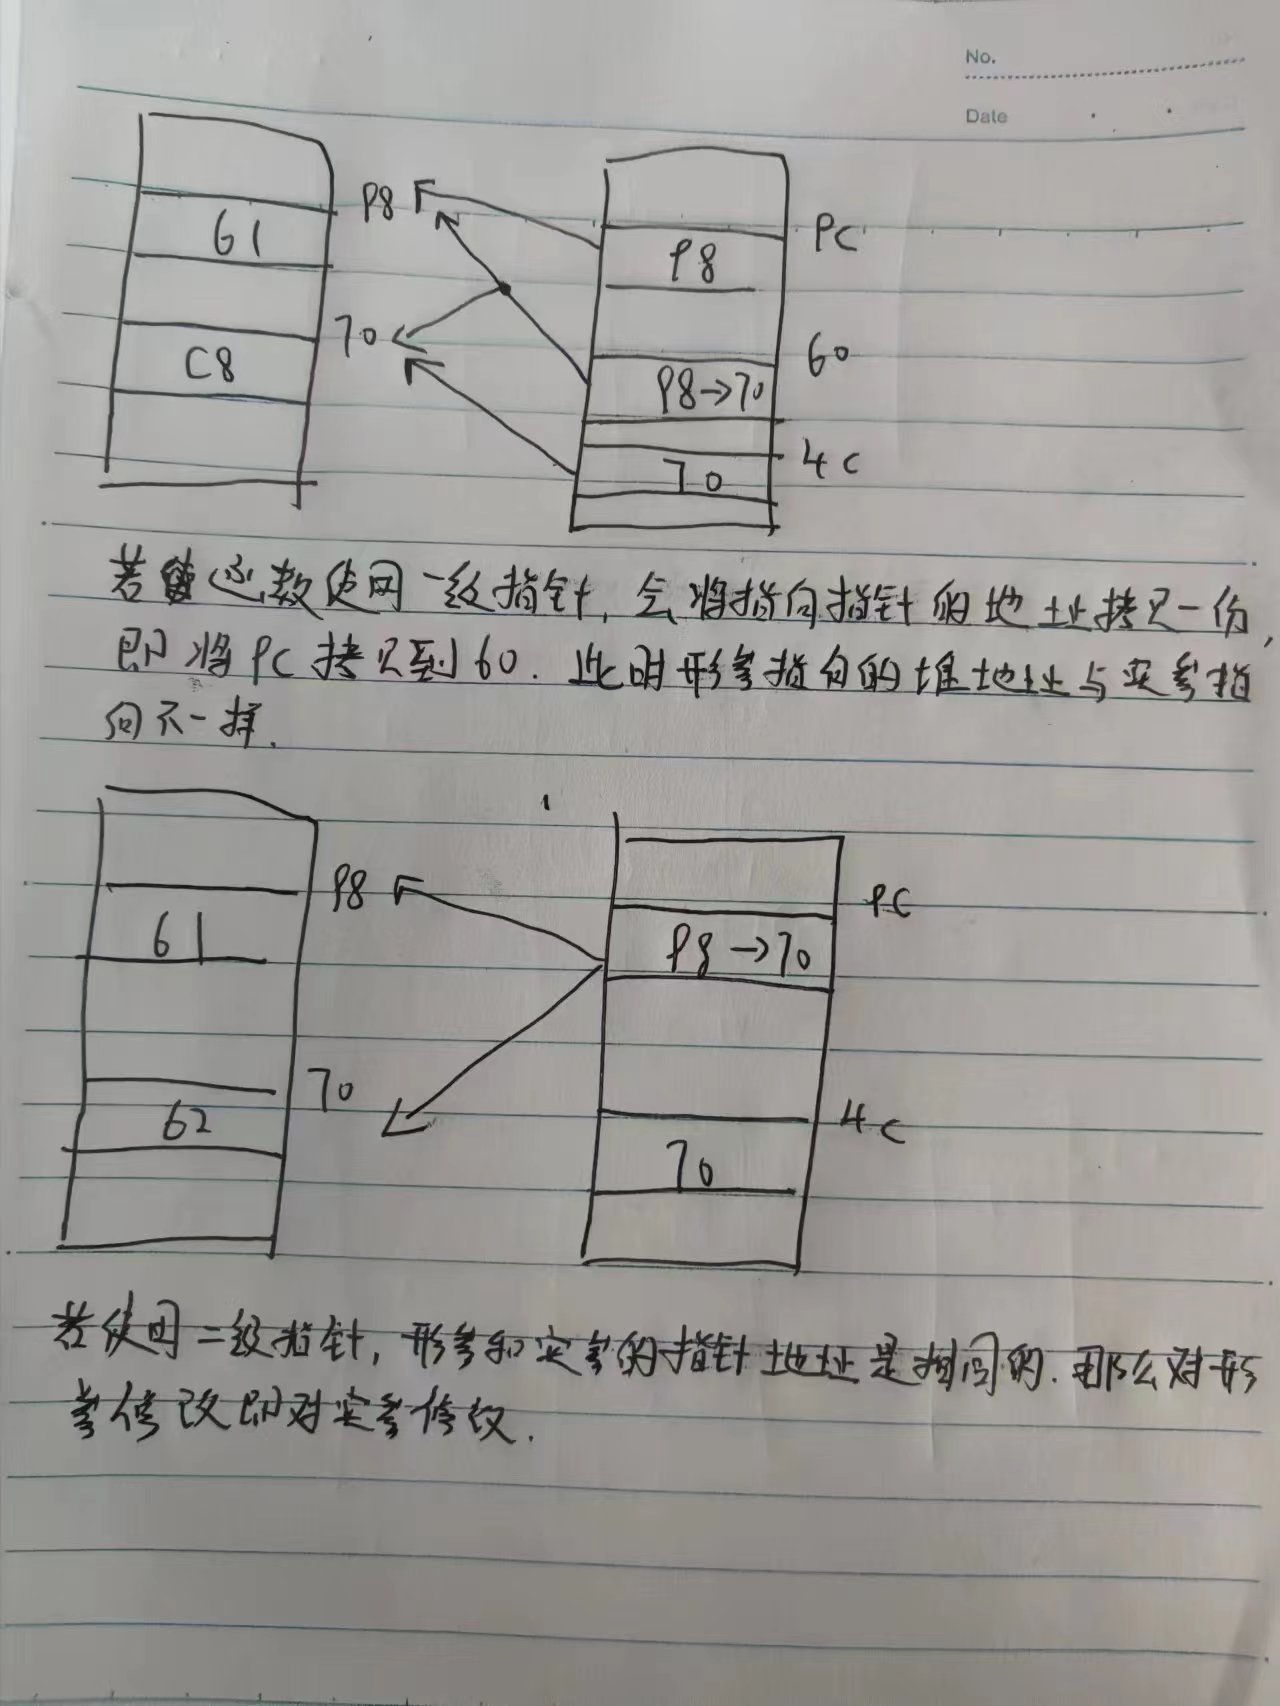 No.
Date
61
P8
P8
PC
C8
70
P8→70
60
70
4C
若 函数使用一级指针,会将指向指针的地址拷贝一份,
即将PC拷贝到60.此时形参指向的堆地址与实参指
向不一样.
61
P8
P8→70
PC
62
70
70
4C
若使用二级指针,形参和实参的指针地址是相同的.那么对形
参修改即对实参修改.